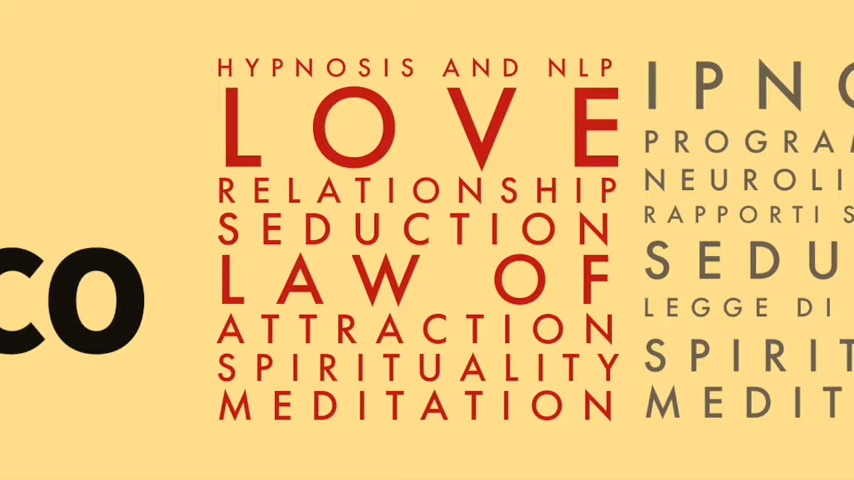 co
HYPNOSIS AND NLP
LOVE
RELATIONSHIP
SEDUCTION
LAW OF
ATTRACTION
SPIRITUALITY
MEDITATION
IPNO
PROGRAM
NEUROLI
RAPPORTI S
SEDU
LEGGE DI
SPIRIT
MEDIT